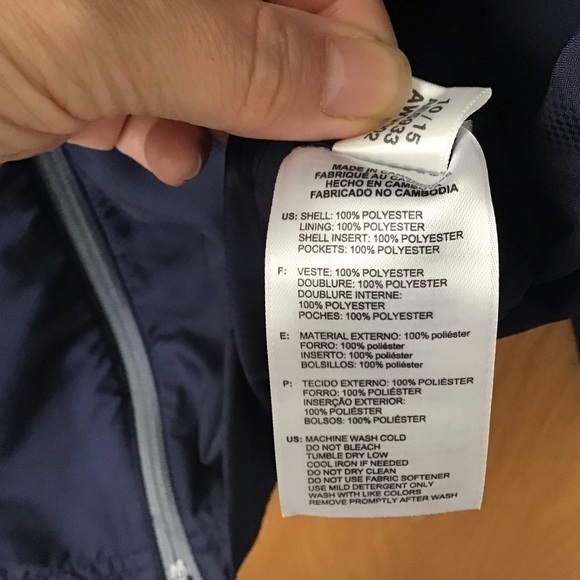 10/15
MADE IN
FABRIQUÉ AU
HECHO EN CAMBODIA
FABRICADO NO CAMBODIA
US: SHELL: 100% POLYESTER
LINING: 100% POLYESTER
SHELL INSERT: 100% POLYESTER
POCKETS: 100% POLYESTER
F: VESTE: 100% POLYESTER
DOUBLURE: 100% POLYESTER
DOUBLURE INTERNE:
100% POLYESTER
POCHES: 100% POLYESTER
E: MATERIAL EXTERNO: 100% poliéster
FORRO: 100% poliéster
INSERTO: 100% poliéster
BOLSILLOS: 100% poliéster
P: TECIDO EXTERNO: 100% POLIÉSTER
FORRO: 100% POLIÉSTER
INSERÇÃO EXTERIOR:
100% POLIÉSTER
BOLSOS: 100% POLIÉSTER
US: MACHINE WASH COLD
DO NOT BLEACH
TUMBLE DRY LOW
COOL IRON IF NEEDED
DO NOT DRY CLEAN
DO NOT USE FABRIC SOFTENER
USE MILD DETERGENT ONLY
WASH WITH LIKE COLORS
REMOVE PROMPTLY AFTER WASH